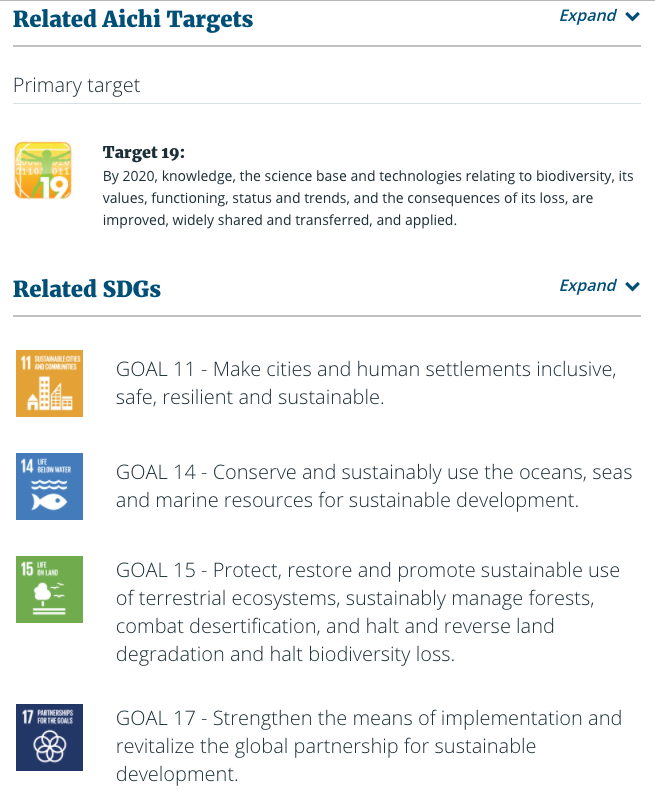 Related Aichi Targets
Expand
Primary target
19
Target 19:
By 2020, knowledge, the science base and technologies relating to biodiversity, its
values, functioning, status and trends, and the consequences of its loss, are
improved, widely shared and transferred, and applied.
Related SDGs
Expand
11 SUSTAINABLE CITIES
AND COMMUNITIES
GOAL 11 - Make cities and human settlements inclusive,
safe, resilient and sustainable.
14 LIFE
BELOW WATER
GOAL 14 - Conserve and sustainably use the oceans, seas
and marine resources for sustainable development.
15 LIFE
ON LAND
GOAL 15 - Protect, restore and promote sustainable use
of terrestrial ecosystems, sustainably manage forests,
combat desertification, and halt and reverse land
degradation and halt biodiversity loss.
17 PARTNERSHIPS
FOR THE GOALS
GOAL 17 - Strengthen the means of implementation and
revitalize the global partnership for sustainable
development.